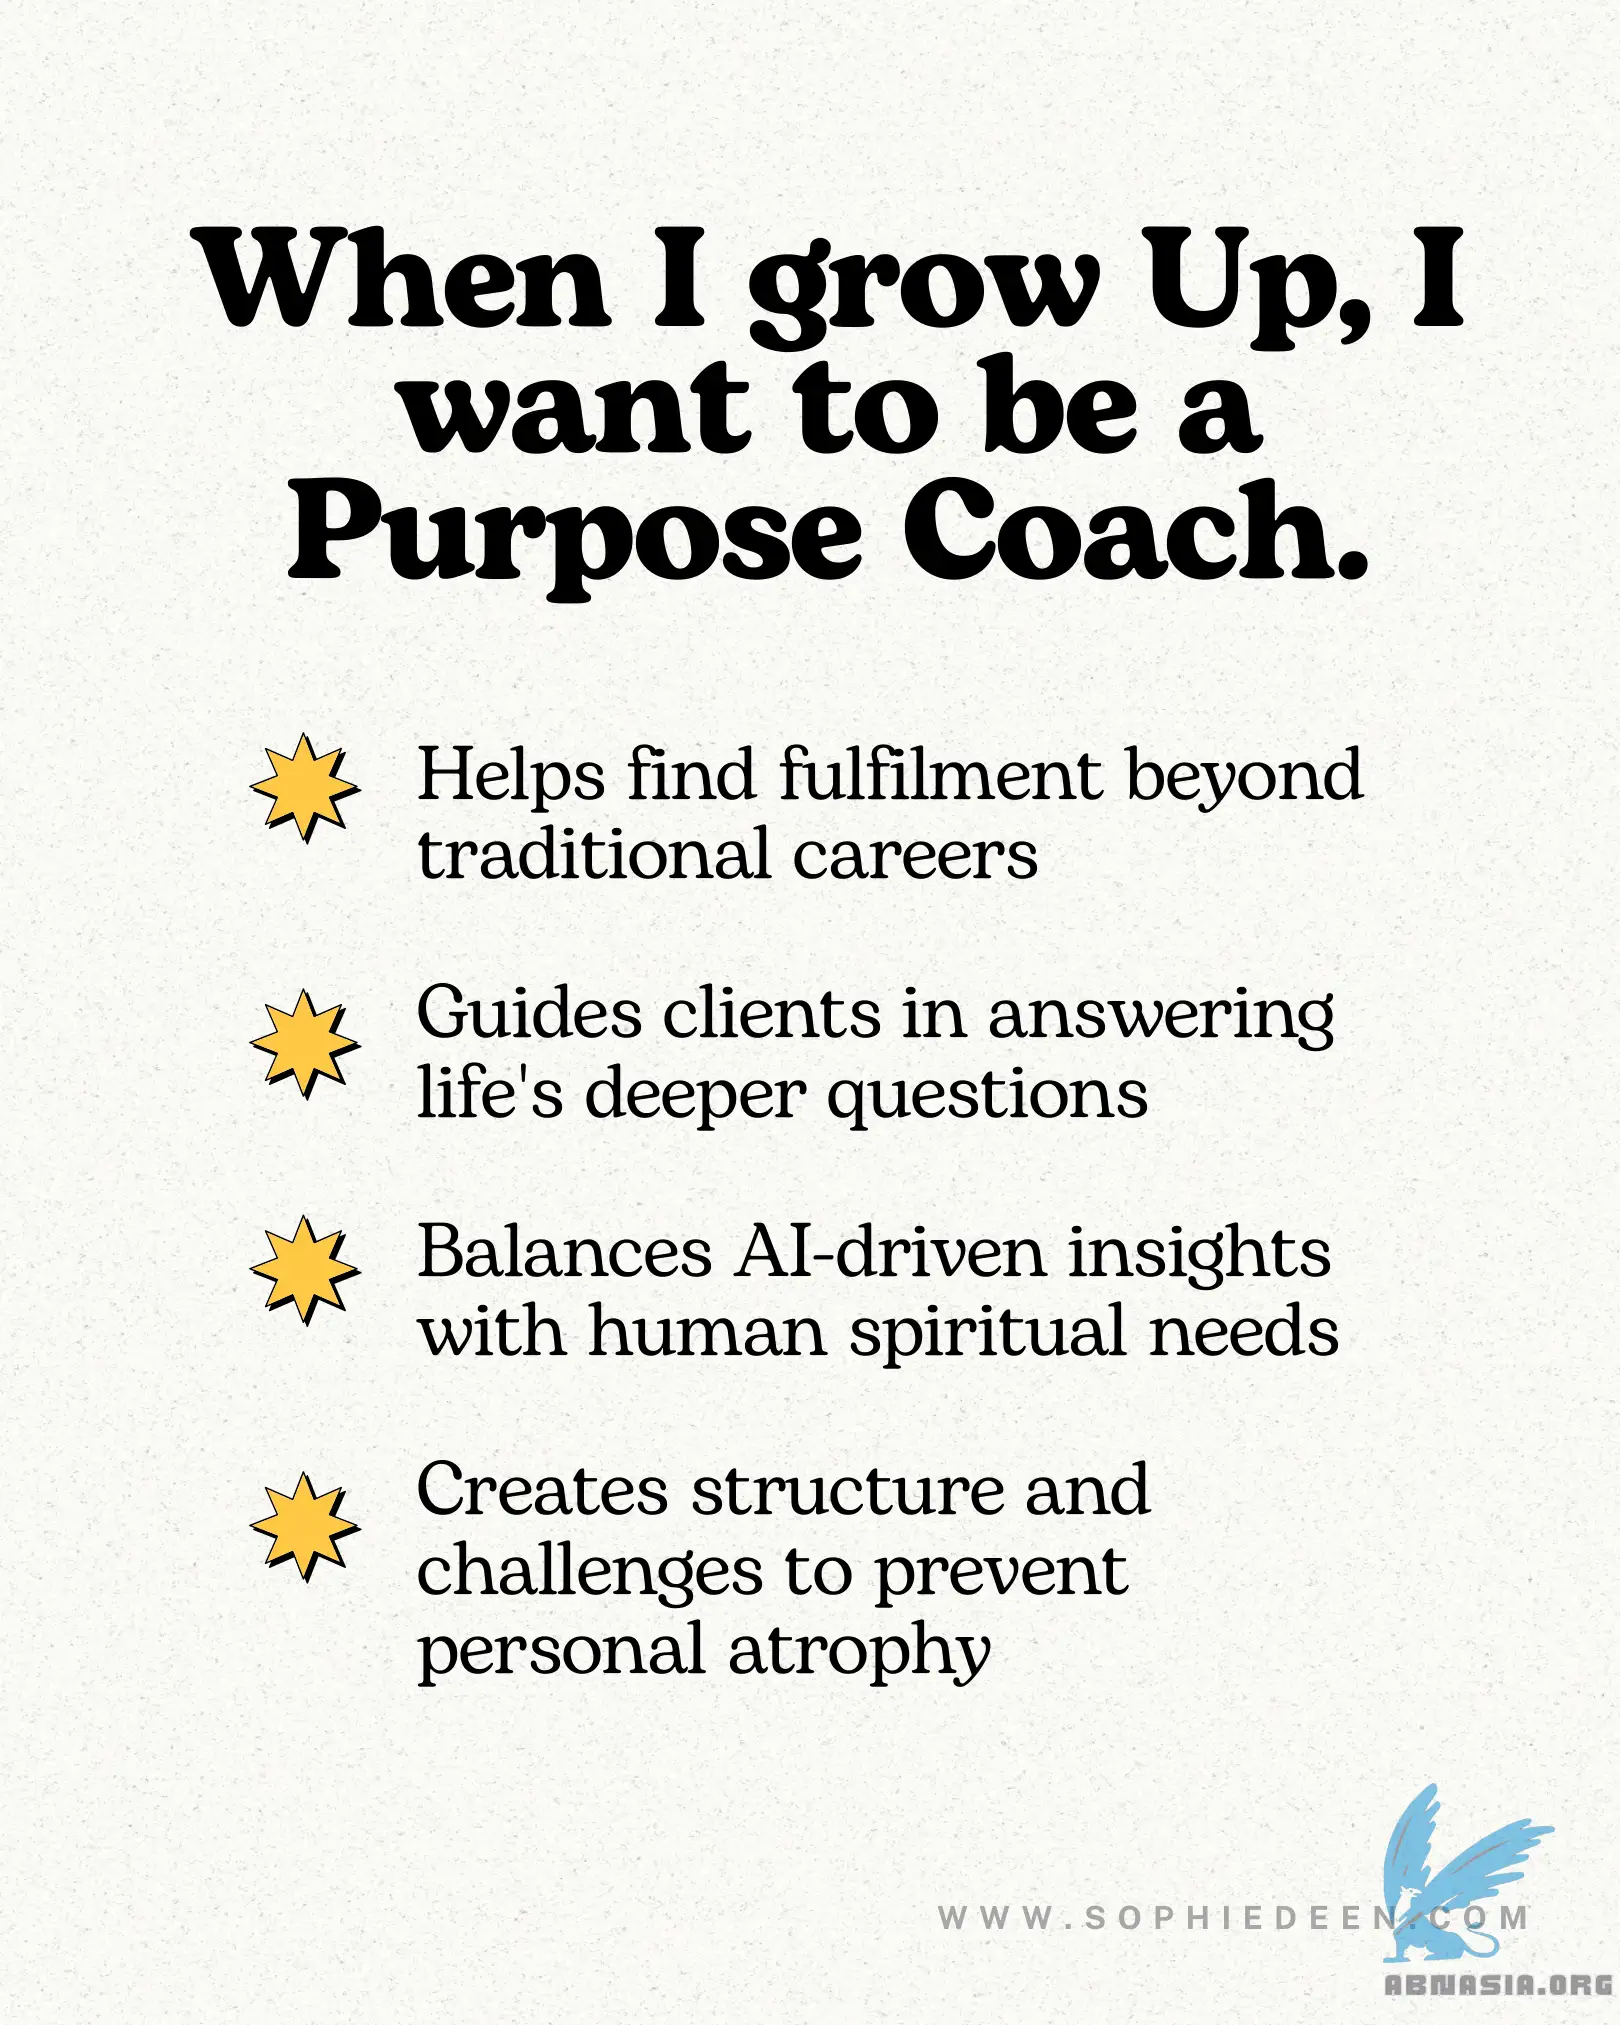 When I grow Up, I
want to be a
Purpose Coach.
Helps find fulfilment beyond
traditional careers
Guides clients in answering
life's deeper questions
Balances AI-driven insights
with human spiritual needs
Creates structure and
challenges to prevent
personal atrophy
WWW.SOPHIEDEEN.COM
ABNASIA.ORG